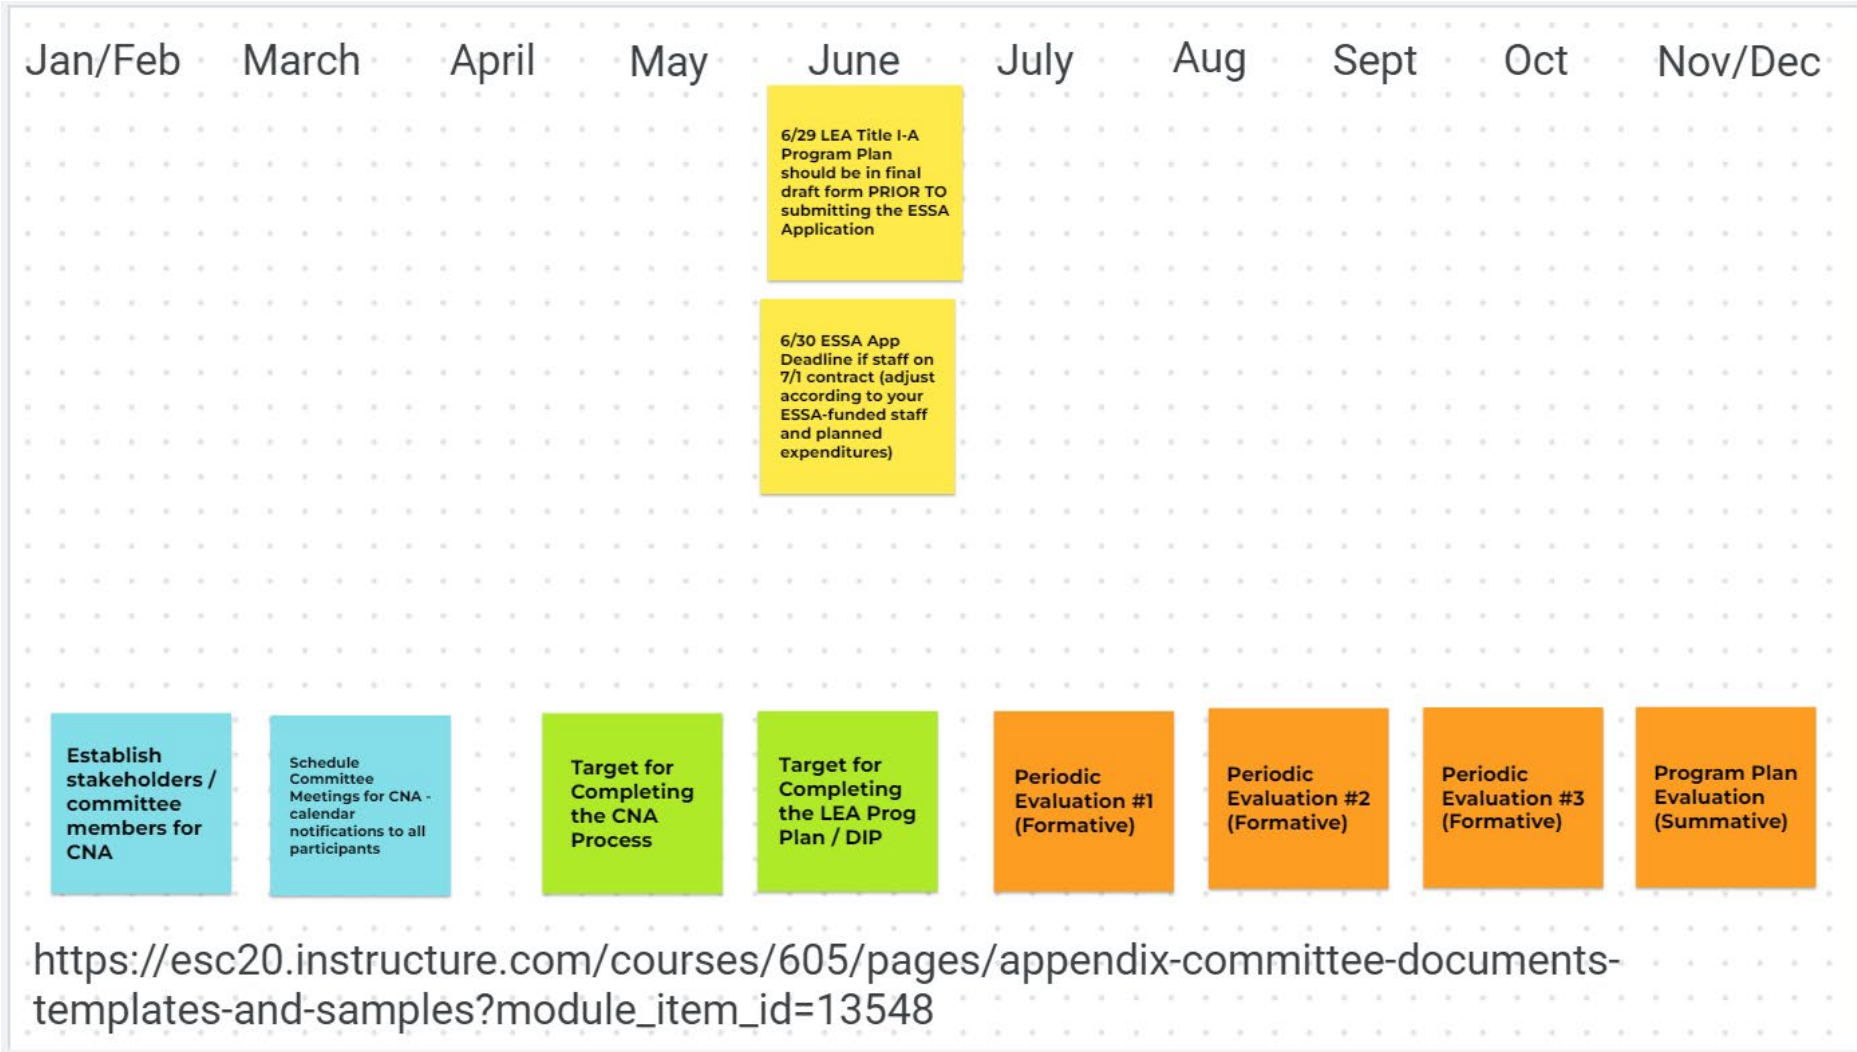 Jan/Feb March April May June July Aug Sept Oct Nov/Dec
6/29 LEA Title I-A
Program Plan
should be in final
draft form PRIOR TO
submitting the ESSA
Application
6/30 ESSA App
Deadline if staff on
7/1 contract (adjust
according to your
ESSA-funded staff
and planned
expenditures)
Establish
stakeholders /
committee
members for
CNA
Schedule
Committee
Meetings for CNA -
calendar
notifications to all
participants
Target for
Completing
the CNA
Process
Target for
Completing
the LEA Prog
Plan / DIP
Periodic
Evaluation #1
(Formative)
Periodic
Evaluation #2
(Formative)
Periodic
Evaluation #3
(Formative)
Program Plan
Evaluation
(Summative)
https://esc20.instructure.com/courses/605/pages/appendix-committee-documents-
templates-and-samples?module_item_id=13548